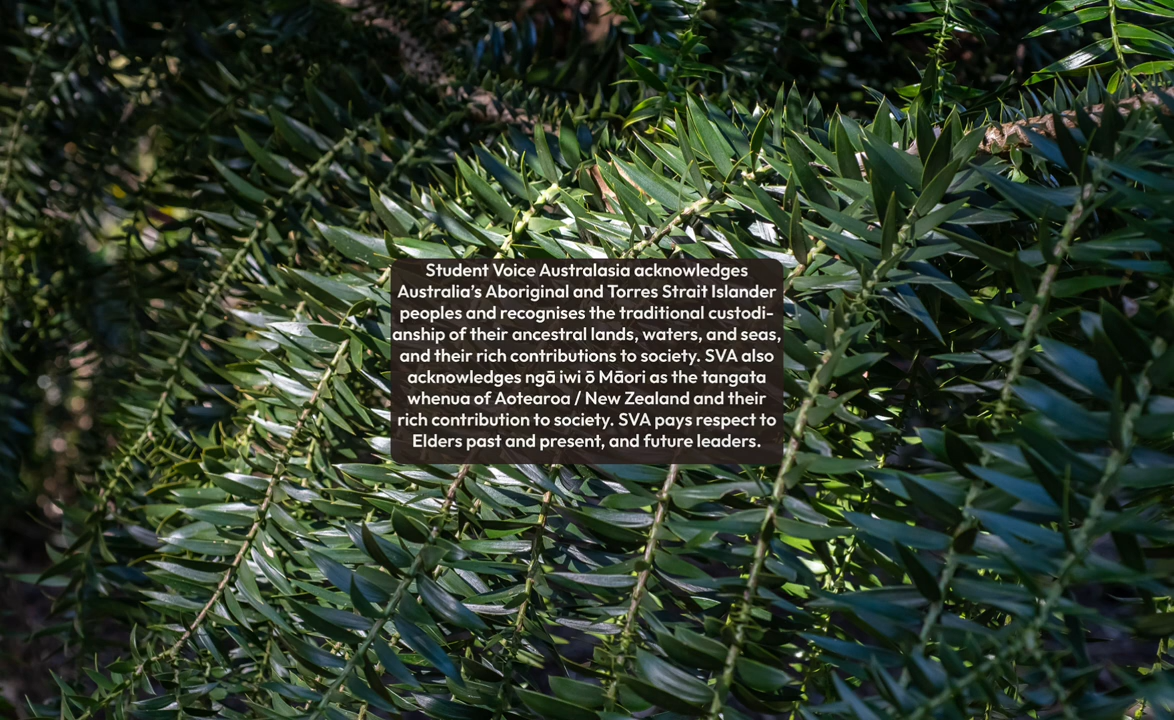 Student Voice Australasia acknowledges
Australia's Aboriginal and Torres Strait Islander
peoples and recognises the traditional custodi-
anship of their ancestral lands, waters, and seas,
and their rich contributions to society. SVA also
acknowledges ngā iwi ō Māori as the tangata
whenua of Aotearoa / New Zealand and their
rich contribution to society. SVA pays respect to
Elders past and present, and future leaders.